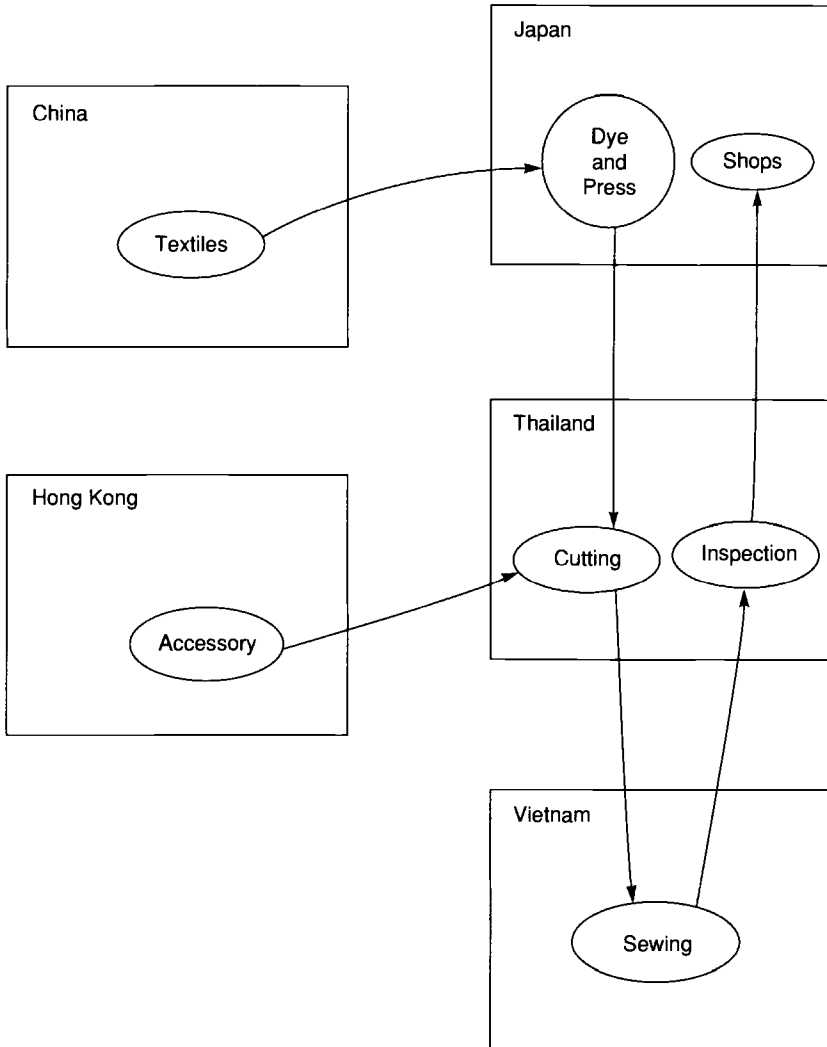 Japan
China
Dye
and
Press
Shops
Textiles
Thailand
Hong Kong
Cutting
Inspection
Accessory
Vietnam
Sewing